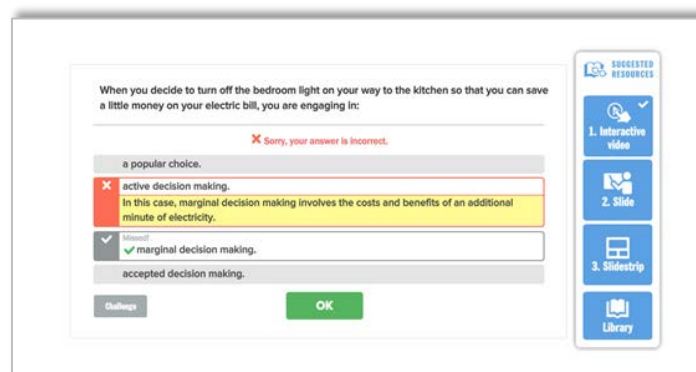 SUGGESTED
RESOURCES
When you decide to turn off the bedroom light on your way to the kitchen so that you can save
a little money on your electric bill, you are engaging in:
Sorry, your answer is incorrect.
a popular choice.
active decision making.
In this case, marginal decision making involves the costs and benefits of an additional
minute of electricity.
Missed!
marginal decision making.
accepted decision making.
Challenge
OK
1. Interactive
video
2. Slide
3. Slidestrip
Library